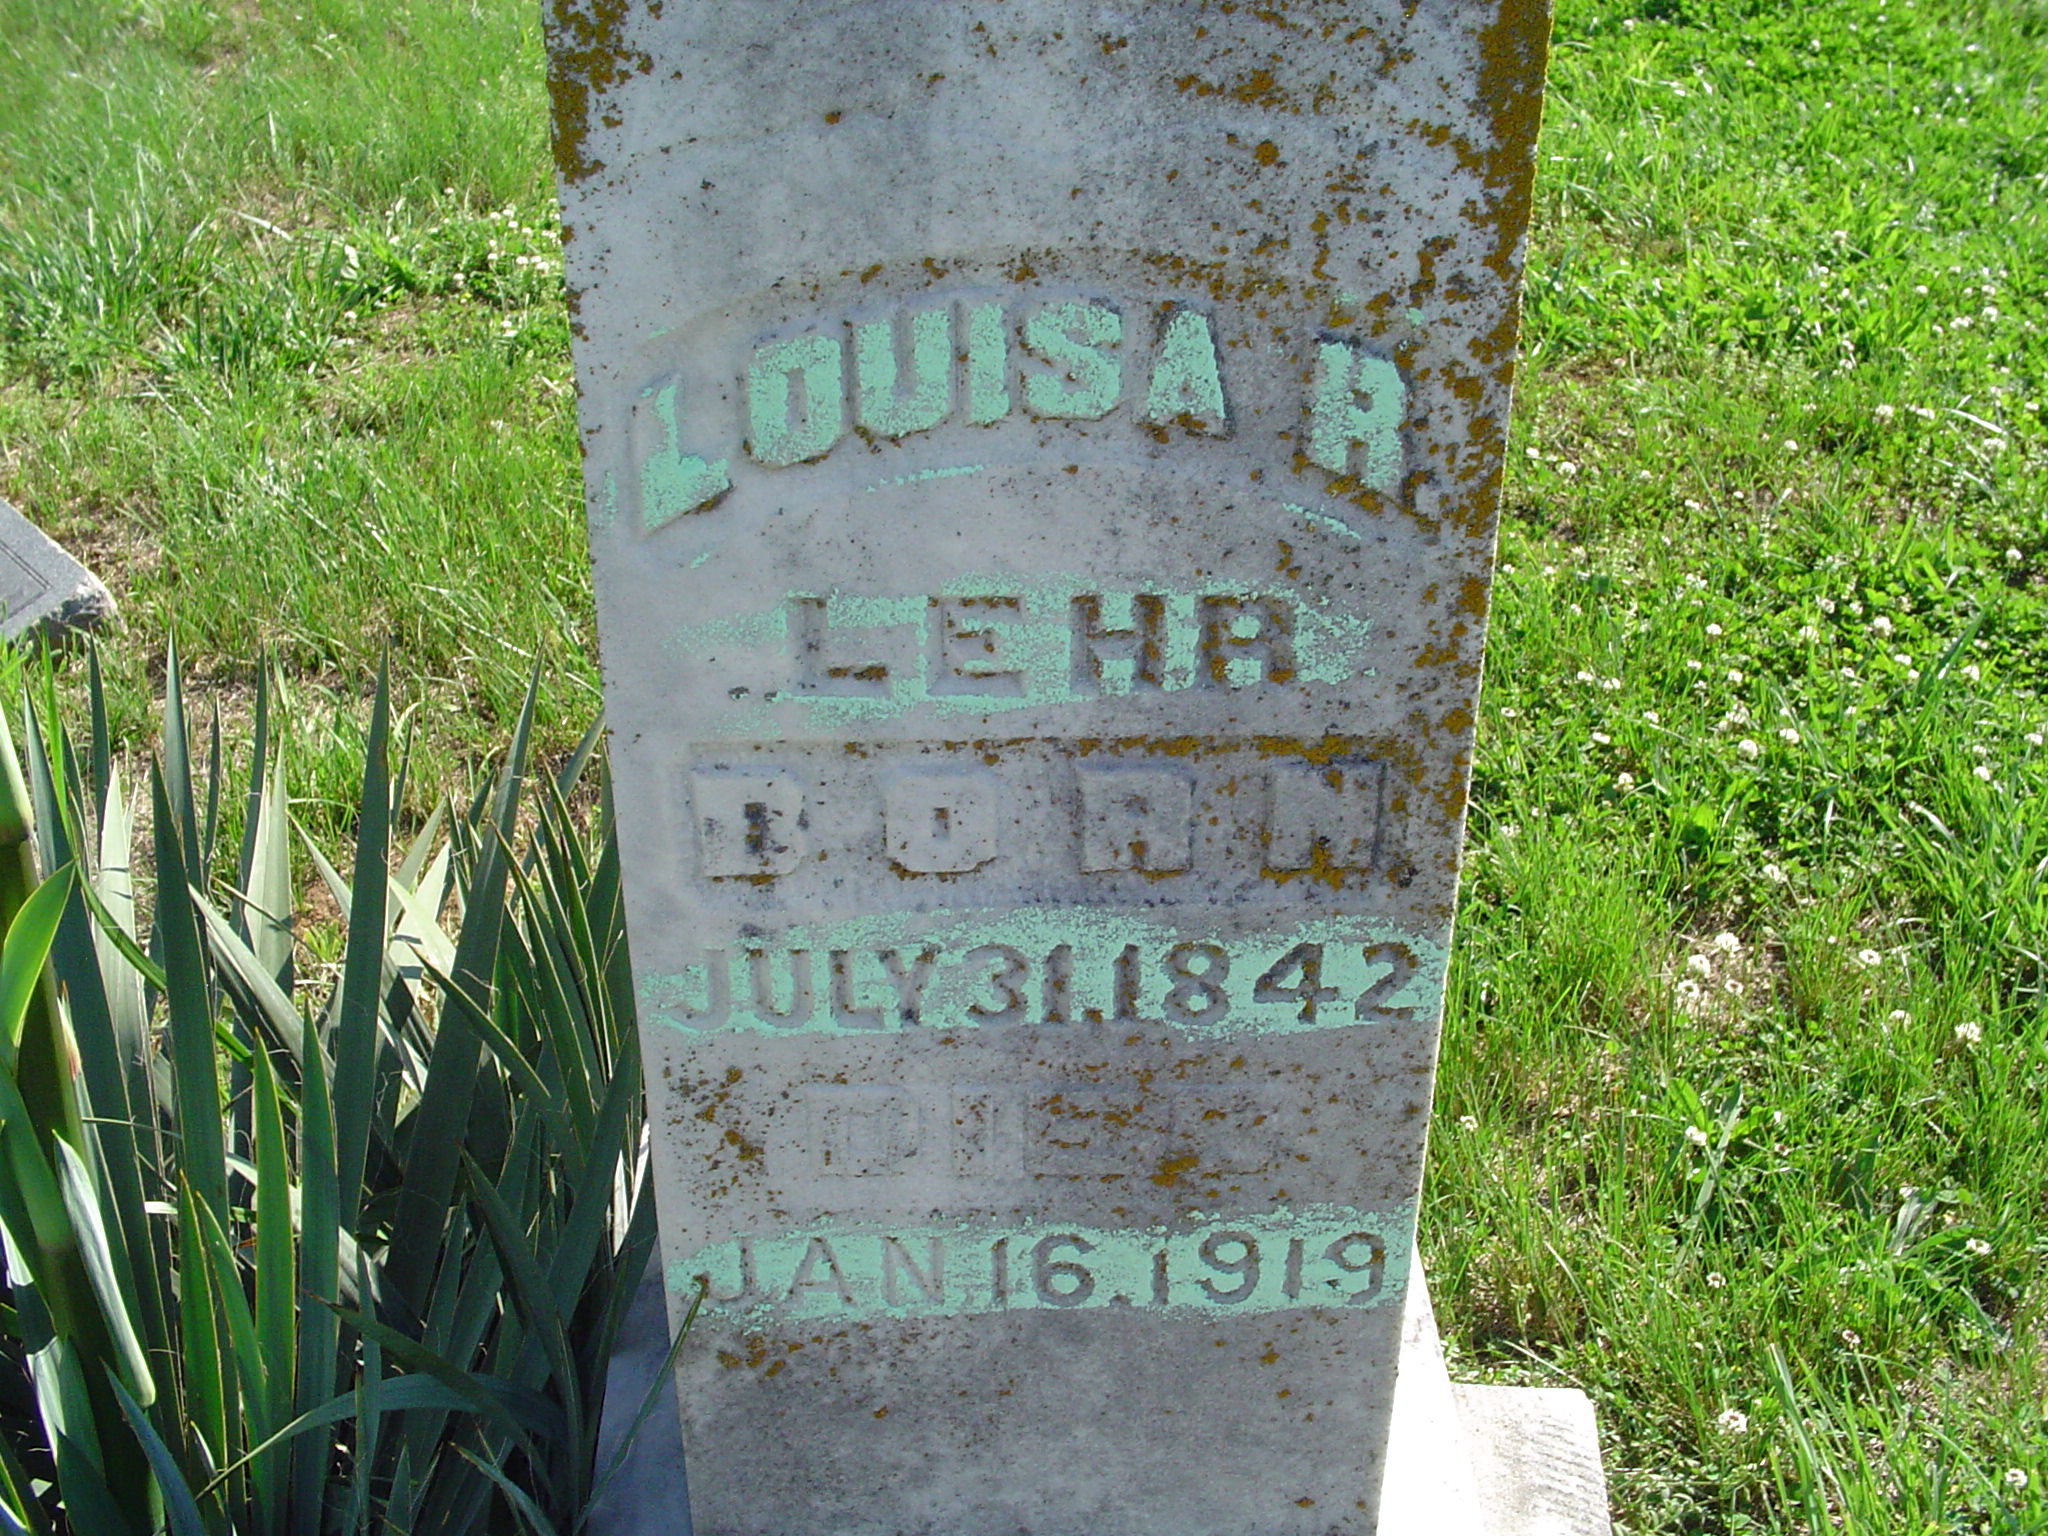 LOUISA R.
LEHR
BORN
JULY 31, 1842
DIED
JAN. 16, 1919